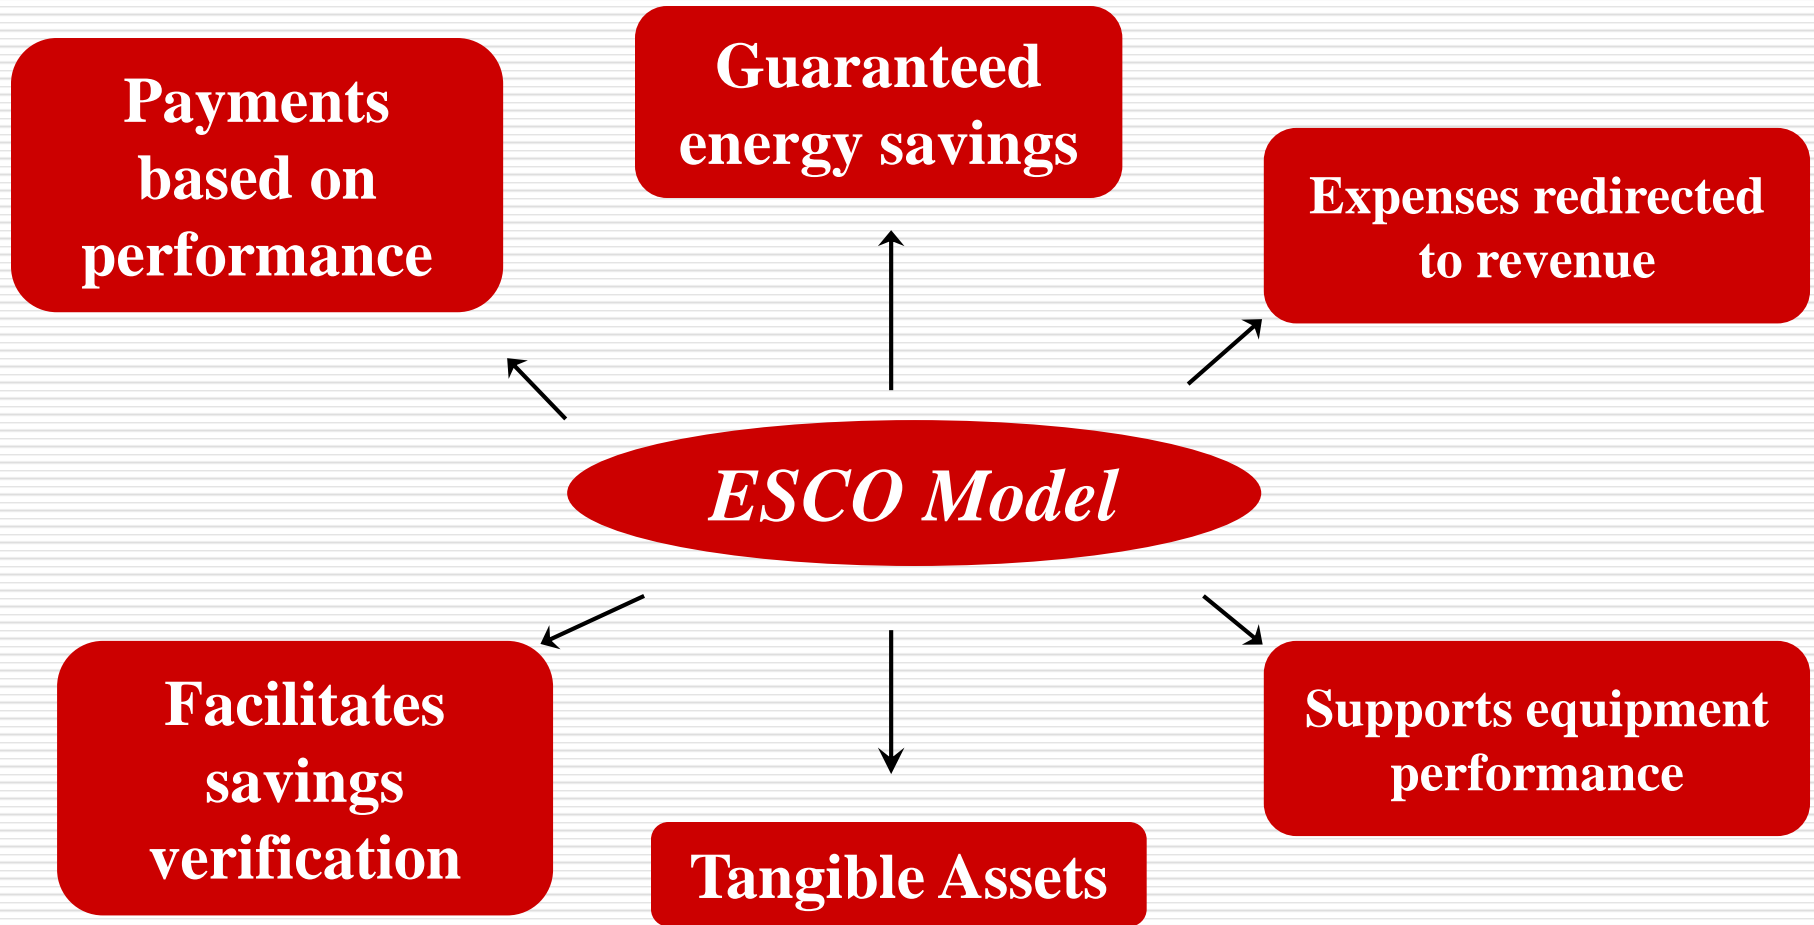 Payments
based on
performance
Guaranteed
energy savings
Expenses redirected
to revenue
ESCO Model
Facilitates
savings
verification
Tangible Assets
Supports equipment
performance